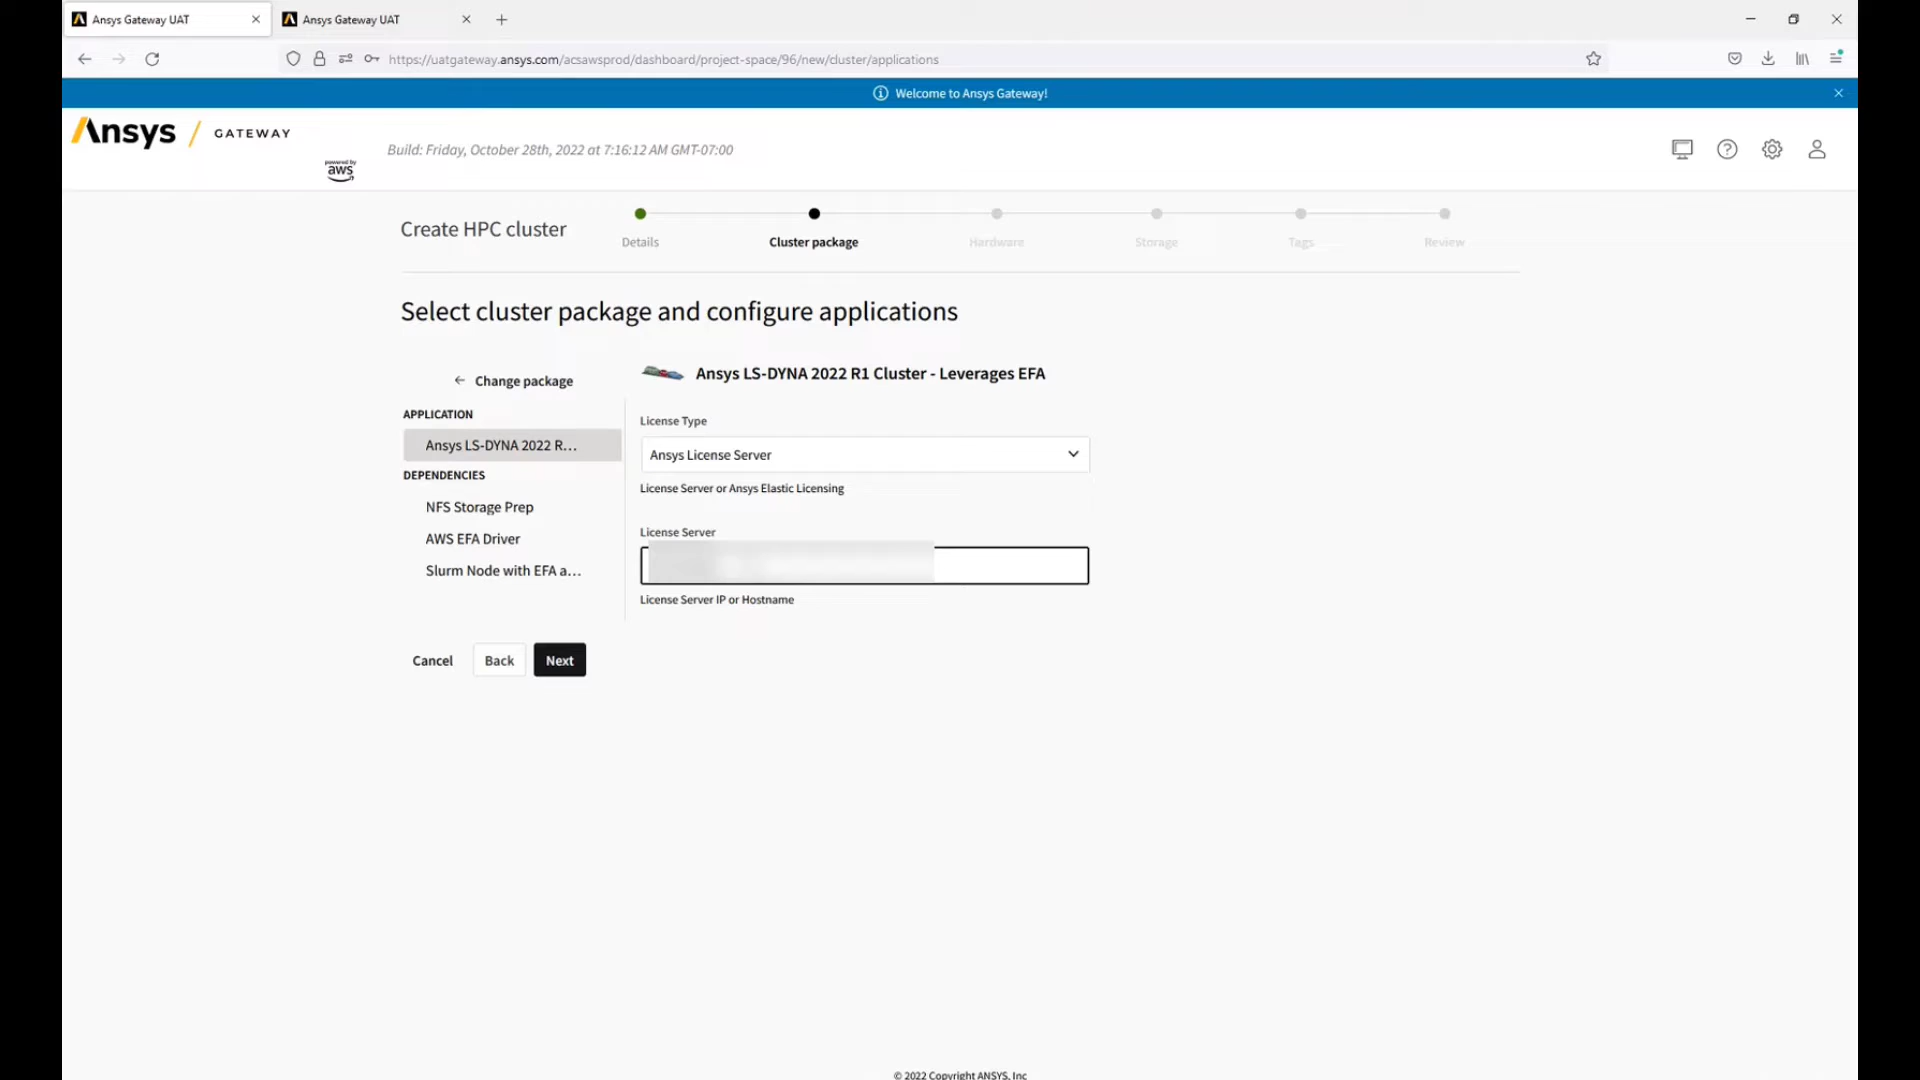 Ansys Gateway UAT
Ansys Gateway UAT
https://uatgateway.ansys.com/acsawsprod/dashboard/project-space/96/new/cluster/applications
Welcome to Ansys Gateway!
Ansys / GATEWAY
powered by
aws
Build: Friday, October 28th, 2022 at 7:16:12 AM GMT-07:00
Create HPC cluster
Details
Cluster package
Hardware
Storage
Tags
Review
Select cluster package and configure applications
Change package
APPLICATION
Ansys LS-DYNA 2022 R...
DEPENDENCIES
NFS Storage Prep
AWS EFA Driver
Slurm Node with EFA a...
Ansys LS-DYNA 2022 R1 Cluster - Leverages EFA
License Type
Ansys License Server
License Server or Ansys Elastic Licensing
License Server
License Server IP or Hostname
Cancel
Back
Next
© 2022 Copyright ANSYS, Inc